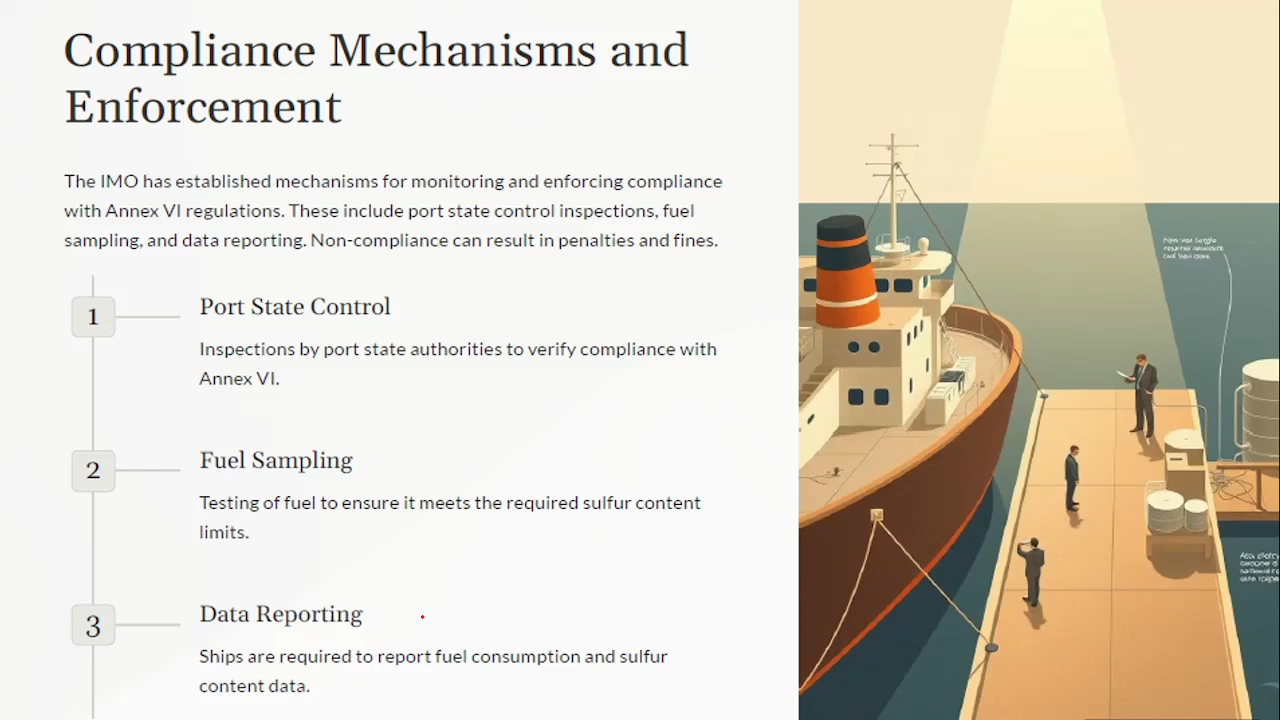 Compliance Mechanisms and
Enforcement
The IMO has established mechanisms for monitoring and enforcing compliance
with Annex VI regulations. These include port state control inspections, fuel
sampling, and data reporting. Non-compliance can result in penalties and fines.
1
Port State Control
Inspections by port state authorities to verify compliance with
Annex VI.
2
Fuel Sampling
Testing of fuel to ensure it meets the required sulfur content
limits.
3
Data Reporting
Ships are required to report fuel consumption and sulfur
content data.